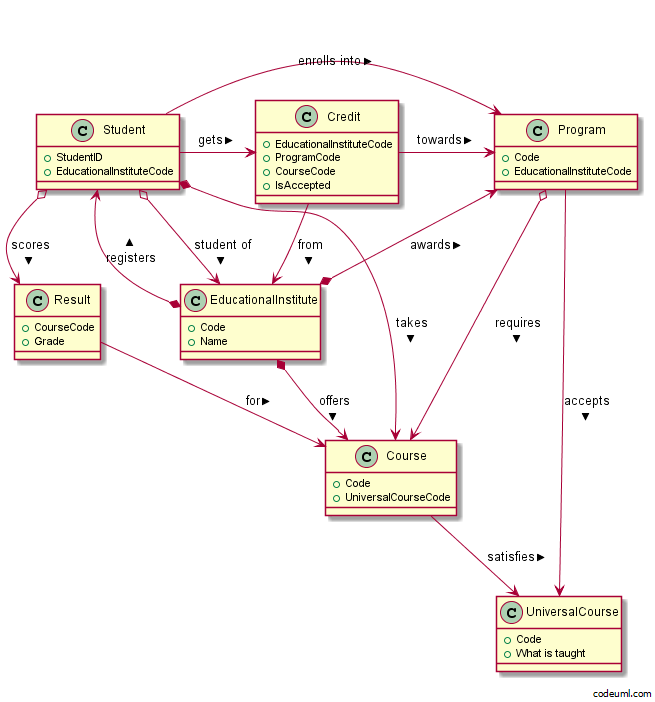 enrolls into ▶
C Student
StudentID
EducationalInstituteCode
gets ▶
C Credit
EducationalInstituteCode
ProgramCode
CourseCode
IsAccepted
towards ▶
C Program
Code
EducationalInstituteCode
scores
▼
▲
registers
student of
▼
from
▼
awards ▶
C Result
CourseCode
Grade
C EducationalInstitute
Code
Name
takes
▼
requires
▼
for ▶
offers
▼
accepts
▼
C Course
Code
UniversalCourseCode
satisfies ▶
C UniversalCourse
Code
What is taught
codeuml.com